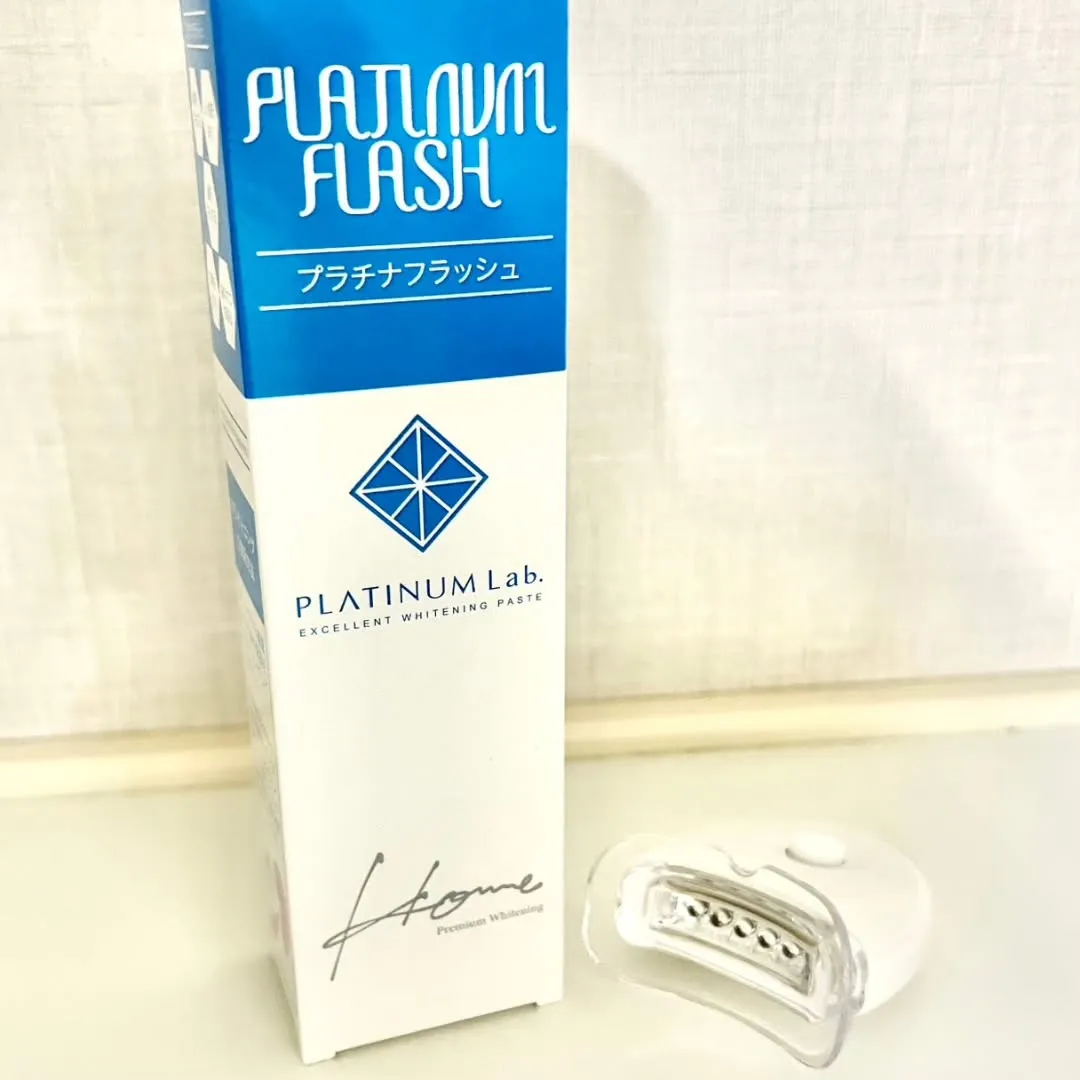 PLATINUM
FLASH
プラチナフラッシュ
PLATINUM Lab.
EXCELLENT WHITENING PASTE
Home
Premium Whitening